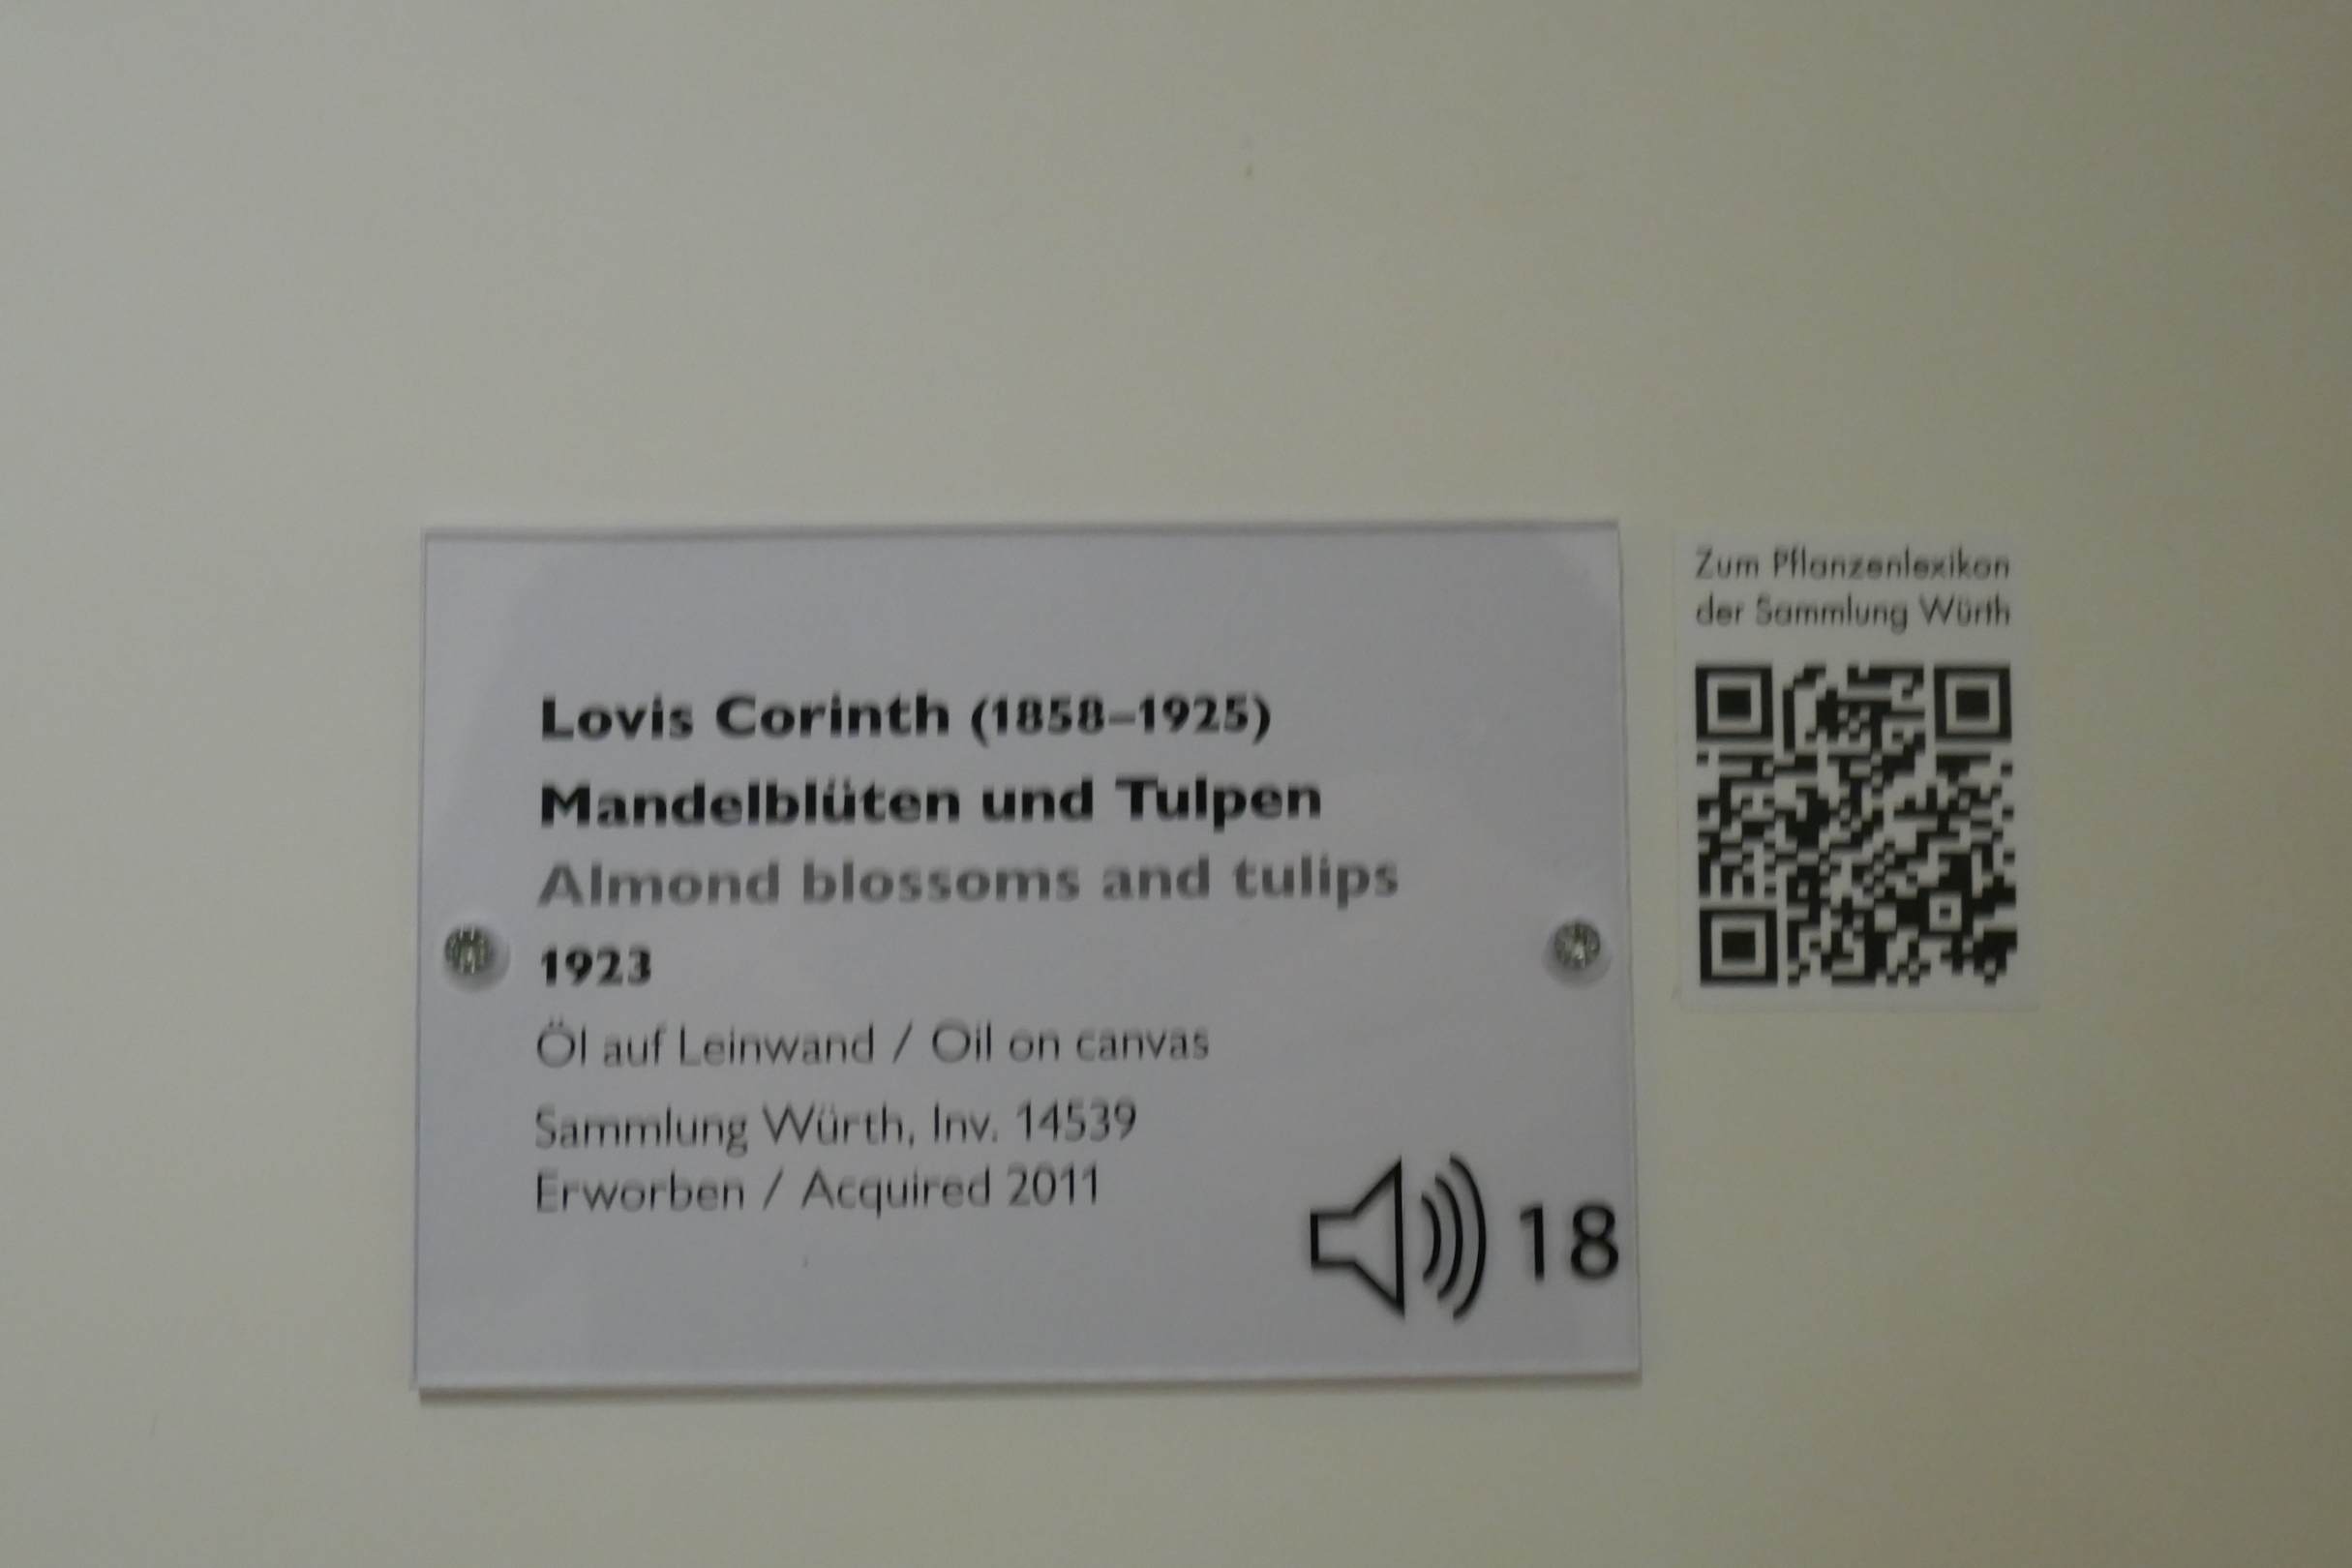 Lovis Corinth (1858–1925)
Mandelblüten und Tulpen
Almond blossoms and tulips
1923
Öl auf Leinwand / Oil on canvas
Sammlung Würth, Inv. 14539
Erworben / Acquired 2011
18
Zum Pflanzenlexikon
der Sammlung Würth